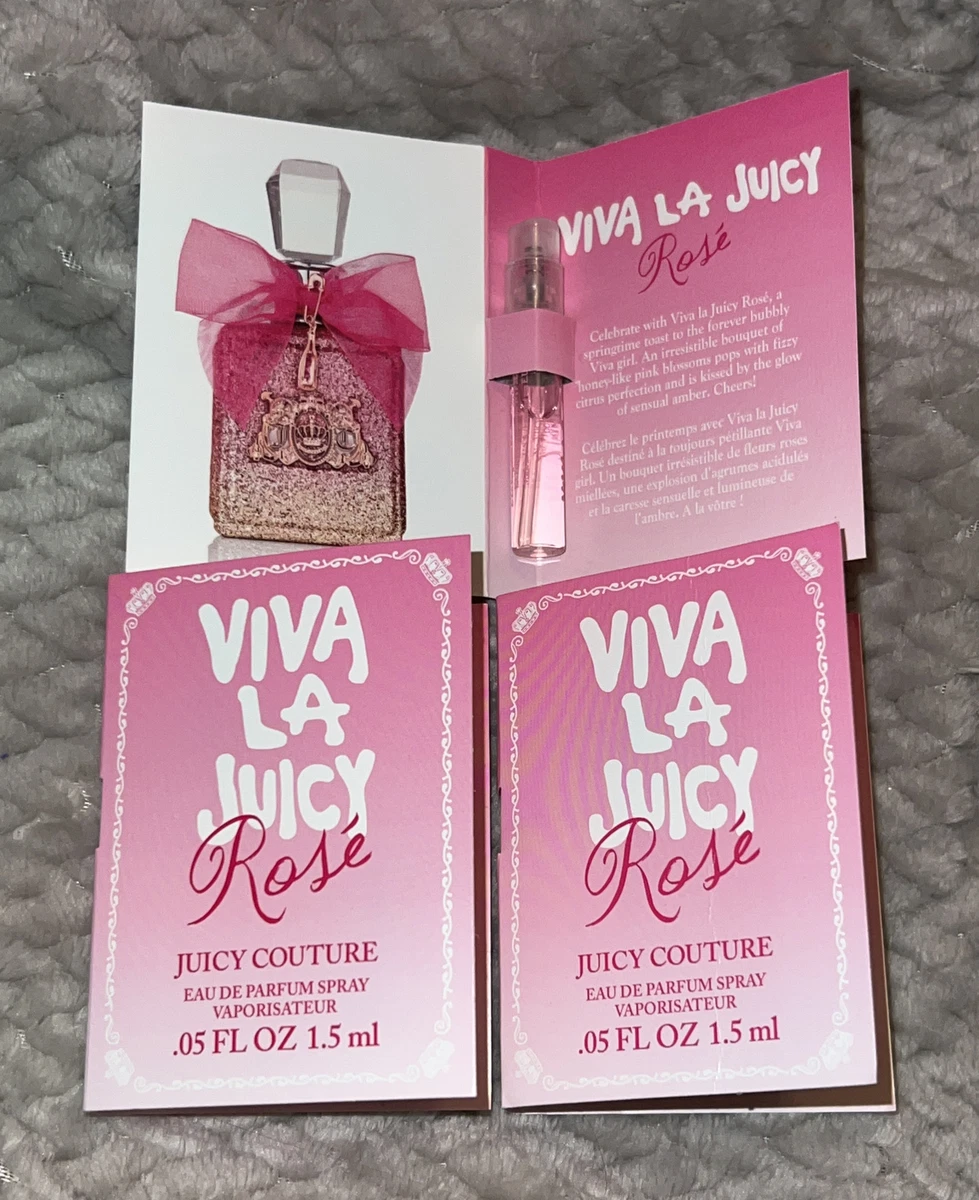 VIVA LA JUICY
Rosé
Celebrate with Viva la Juicy Rosé, a
springtime toast to the forever bubbly
Viva girl. An irresistible bouquet of
honey-like pink blossoms pops with fizzy
citrus perfection and is kissed by the glow
of sensual amber. Cheers!
Célébrez le printemps avec Viva la Juicy
Rosé destiné à la toujours pétillante Viva
girl. Un bouquet irrésistible de fleurs roses
miellées, une explosion d'agrumes acidulés
et la caresse sensuelle et lumineuse de
l'ambre. A la vôtre !
VIVA
LA
JUICY
Rosé
JUICY COUTURE
EAU DE PARFUM SPRAY
VAPORISATEUR
.05 FL OZ 1.5 ml
VIVA
LA
JUICY
Rosé
JUICY COUTURE
EAU DE PARFUM SPRAY
VAPORISATEUR
.05 FL OZ 1.5 ml